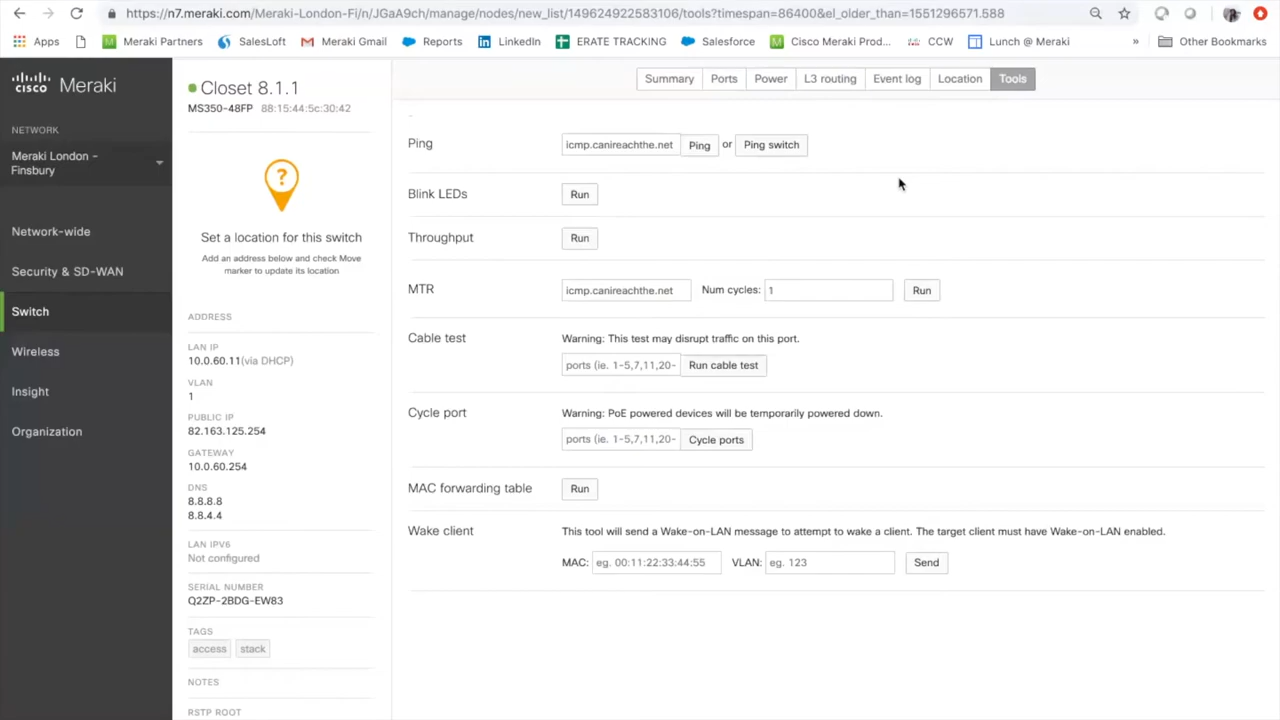 https://n7.meraki.com/Meraki-London-Fi/n/JGaA9ch/manage/nodes/new_list/149624922583106/tools?timespan=86400&el_older_than=1551296571.588
Apps Meraki Partners SalesLoft Meraki Gmail Reports LinkedIn ERATE TRACKING Salesforce Cisco Meraki Prod... CCW Lunch @ Meraki » Other Bookmarks
cisco Meraki
NETWORK
Meraki London -
Finsbury
Network-wide
Security & SD-WAN
Switch
Wireless
Insight
Organization
Closet 8.1.1
MS350-48FP 88:15:44:5c:30:42
?
Set a location for this switch
Add an address below and check Move
marker to update its location
ADDRESS
LAN IP
10.0.60.11(via DHCP)
VLAN
1
PUBLIC IP
82.163.125.254
GATEWAY
10.0.60.254
DNS
8.8.8.8
8.8.4.4
LAN IPV6
Not configured
SERIAL NUMBER
Q2ZP-2BDG-EW83
TAGS
access stack
NOTES
RSTP ROOT
Summary Ports Power L3 routing Event log Location Tools
Ping icmp.canireachthe.net Ping or Ping switch
Blink LEDs Run
Throughput Run
MTR icmp.canireachthe.net Num cycles: 1 Run
Cable test Warning: This test may disrupt traffic on this port.
ports (ie. 1-5,7,11,20- Run cable test
Cycle port Warning: PoE powered devices will be temporarily powered down.
ports (ie. 1-5,7,11,20- Cycle ports
MAC forwarding table Run
Wake client This tool will send a Wake-on-LAN message to attempt to wake a client. The target client must have Wake-on-LAN enabled.
MAC: eg. 00:11:22:33:44:55 VLAN: eg. 123 Send